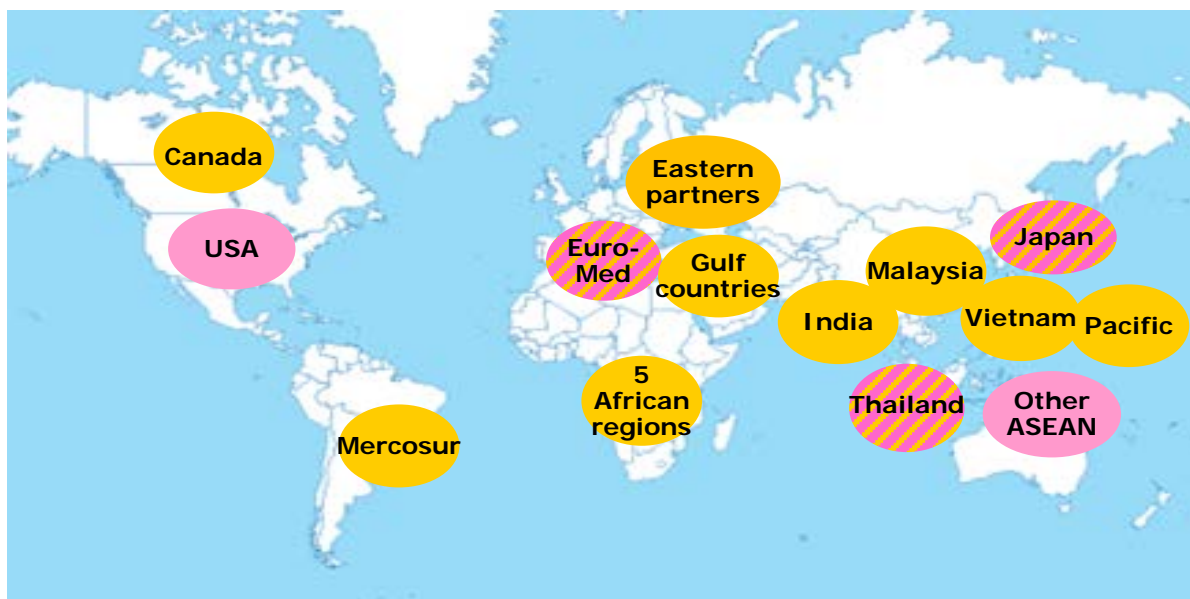 Canada
USA
Mercosur
Eastern
partners
Euro-
Med
Gulf
countries
5
African
regions
India
Malaysia
Japan
Vietnam
Pacific
Thailand
Other
ASEAN